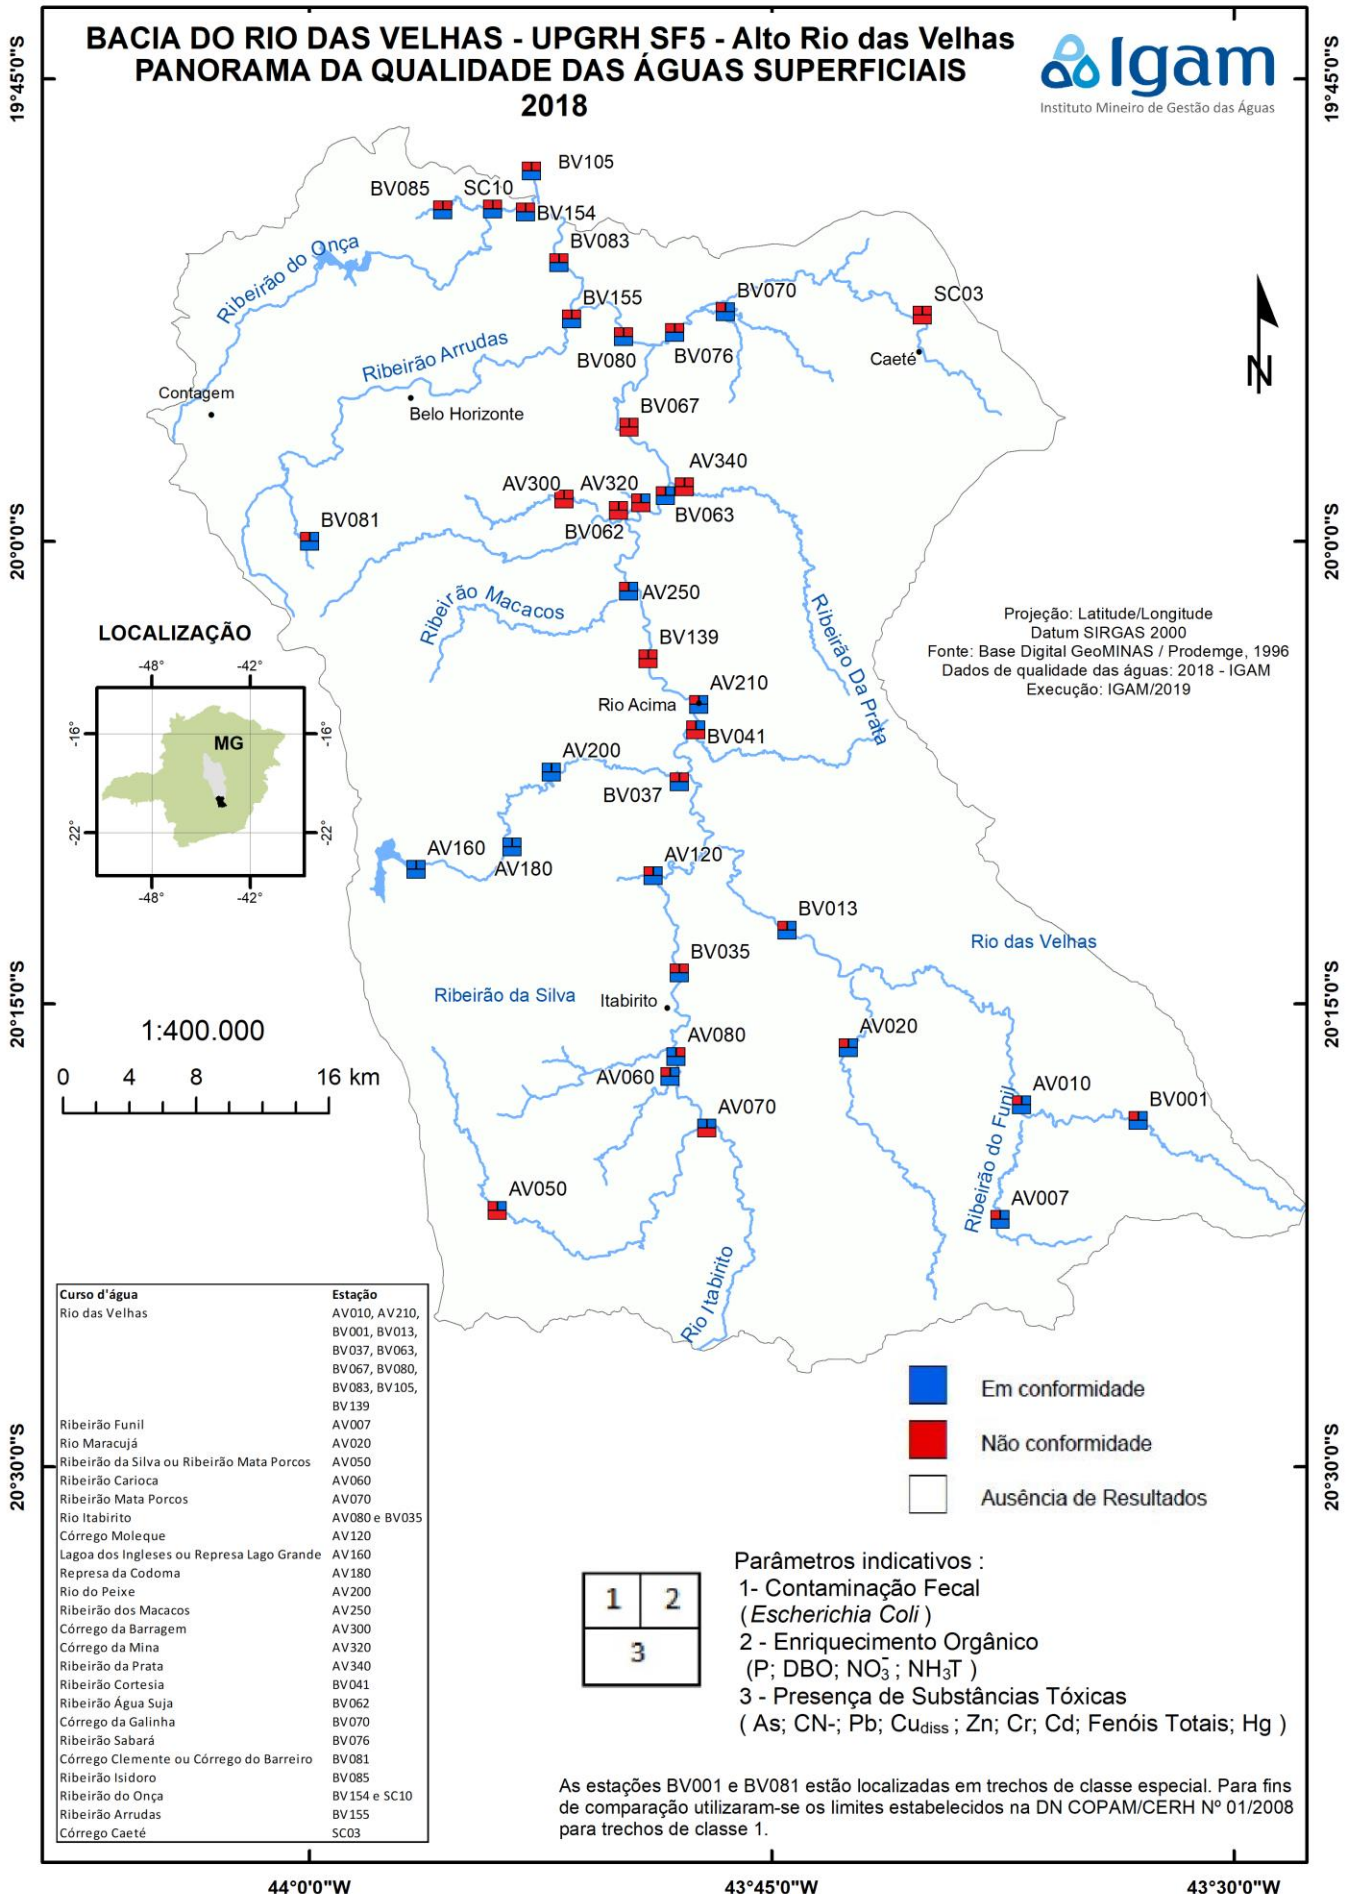 BACIA DO RIO DAS VELHAS - UPGRH SF5 - Alto Rio das Velhas
PANORAMA DA QUALIDADE DAS ÁGUAS SUPERFICIAIS
2018
Igam
Instituto Mineiro de Gestão das Águas
19°45'0"S
19°45'0"S
BV105
BV085
SC10
BV154
BV083
Ribeirão do Onça
BV155
BV070
SC03
BV080
BV076
Caeté
Ribeirão Arrudas
Contagem
Belo Horizonte
BV067
N
AV340
AV300
AV320
BV063
BV062
BV081
20°0'0"S
20°0'0"S
AV250
Ribeirão Macacos
Ribeirão Da Prata
BV139
Projeção: Latitude/Longitude
Datum SIRGAS 2000
Fonte: Base Digital GeoMINAS / Prodemge, 1996
Dados de qualidade das águas: 2018 - IGAM
Execução: IGAM/2019
LOCALIZAÇÃO
-48°
-42°
-16°
-16°
MG
-22°
-22°
-48°
-42°
AV210
Rio Acima
BV041
AV200
BV037
AV160
AV180
AV120
BV013
Rio das Velhas
BV035
Ribeirão da Silva
Itabirito
20°15'0"S
20°15'0"S
1:400.000
0 4 8 16 km
AV020
AV080
AV060
AV070
AV010
BV001
Ribeirão do Funil
AV050
AV007
Rio Itabirito
Curso d'água Estação
Rio das Velhas AV010, AV210,
BV001, BV013,
BV037, BV063,
BV067, BV080,
BV083, BV105,
BV139
Ribeirão Funil AV007
Rio Maracujá AV020
Ribeirão da Silva ou Ribeirão Mata Porcos AV050
Ribeirão Carioca AV060
Ribeirão Mata Porcos AV070
Rio Itabirito AV080 e BV035
Córrego Moleque AV120
Lagoa dos Ingleses ou Represa Lago Grande AV160
Represa da Codoma AV180
Rio do Peixe AV200
Ribeirão dos Macacos AV250
Córrego da Barragem AV300
Córrego da Mina AV320
Ribeirão da Prata AV340
Ribeirão Cortesia BV041
Ribeirão Água Suja BV062
Córrego da Galinha BV070
Ribeirão Sabará BV076
Córrego Clemente ou Córrego do Barreiro BV081
Ribeirão Isidoro BV085
Ribeirão do Onça BV154 e SC10
Ribeirão Arrudas BV155
Córrego Caeté SC03
Em conformidade
Não conformidade
Ausência de Resultados
20°30'0"S
20°30'0"S
1 2
3
Parâmetros indicativos :
1- Contaminação Fecal
(Escherichia Coli )
2 - Enriquecimento Orgânico
(P; DBO; NO₃⁻ ; NH₃T )
3 - Presença de Substâncias Tóxicas
( As; CN-; Pb; Cudiss ; Zn; Cr; Cd; Fenóis Totais; Hg )
As estações BV001 e BV081 estão localizadas em trechos de classe especial. Para fins
de comparação utilizaram-se os limites estabelecidos na DN COPAM/CERH Nº 01/2008
para trechos de classe 1.
44°0'0"W
43°45'0"W
43°30'0"W